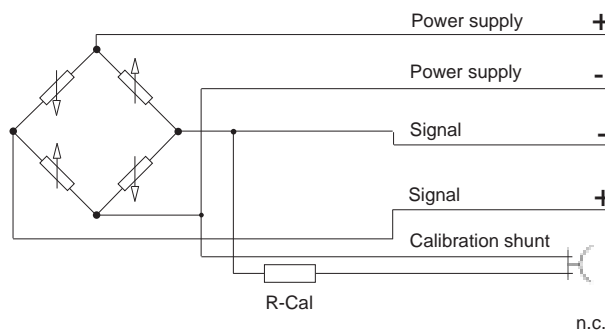 Power supply +
Power supply -
Signal -
Signal +
Calibration shunt
R-Cal
n.c.